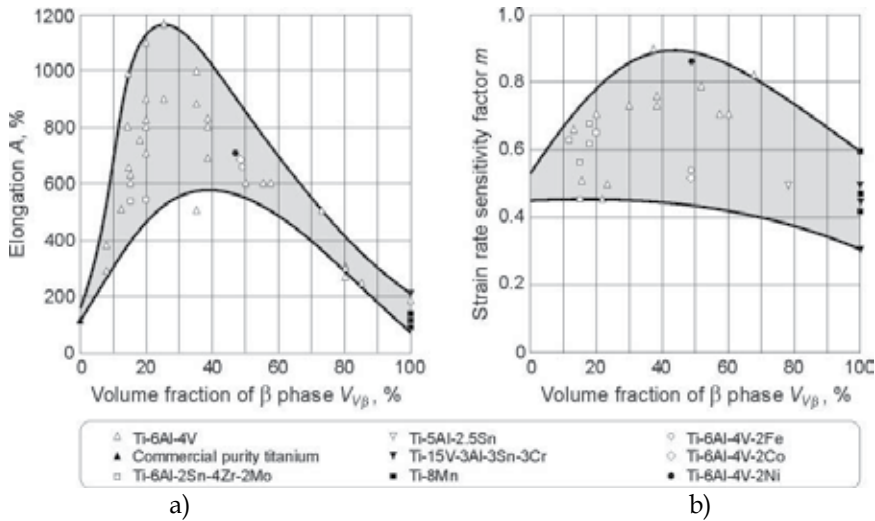 1200
1000
800
600
400
200
0
Elongation A, %
0 20 40 60 80 100
Volume fraction of β phase VVβ, %
1.0
0.8
0.6
0.4
0.2
0
Strain rate sensitivity factor m
0 20 40 60 80 100
Volume fraction of β phase VVβ, %
Ti-6Al-4V
Commercial purity titanium
Ti-6Al-2Sn-4Zr-2Mo
Ti-5Al-2.5Sn
Ti-15V-3Al-3Sn-3Cr
Ti-8Mn
Ti-6Al-4V-2Fe
Ti-6Al-4V-2Co
Ti-6Al-4V-2Ni
a)
b)